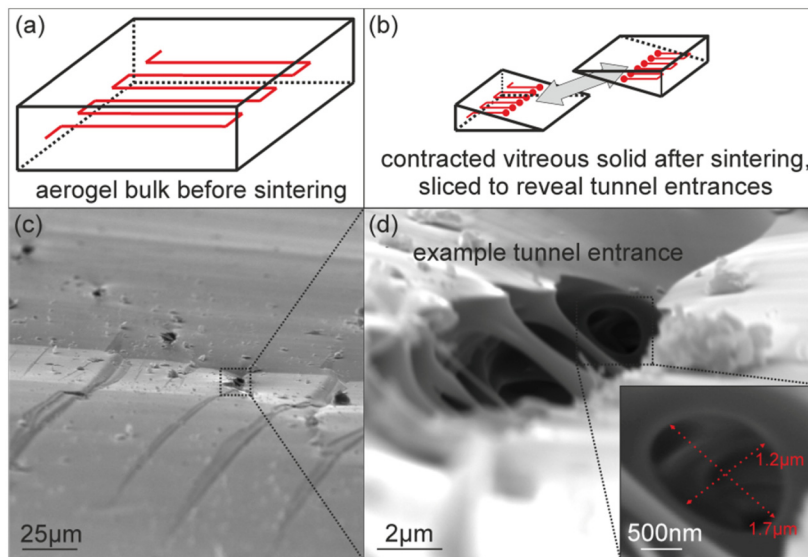 (a)
aerogel bulk before sintering
(b)
contracted vitreous solid after sintering,
sliced to reveal tunnel entrances
(c)
25μm
(d)
example tunnel entrance
2μm
1.2μm
1.7μm
500nm